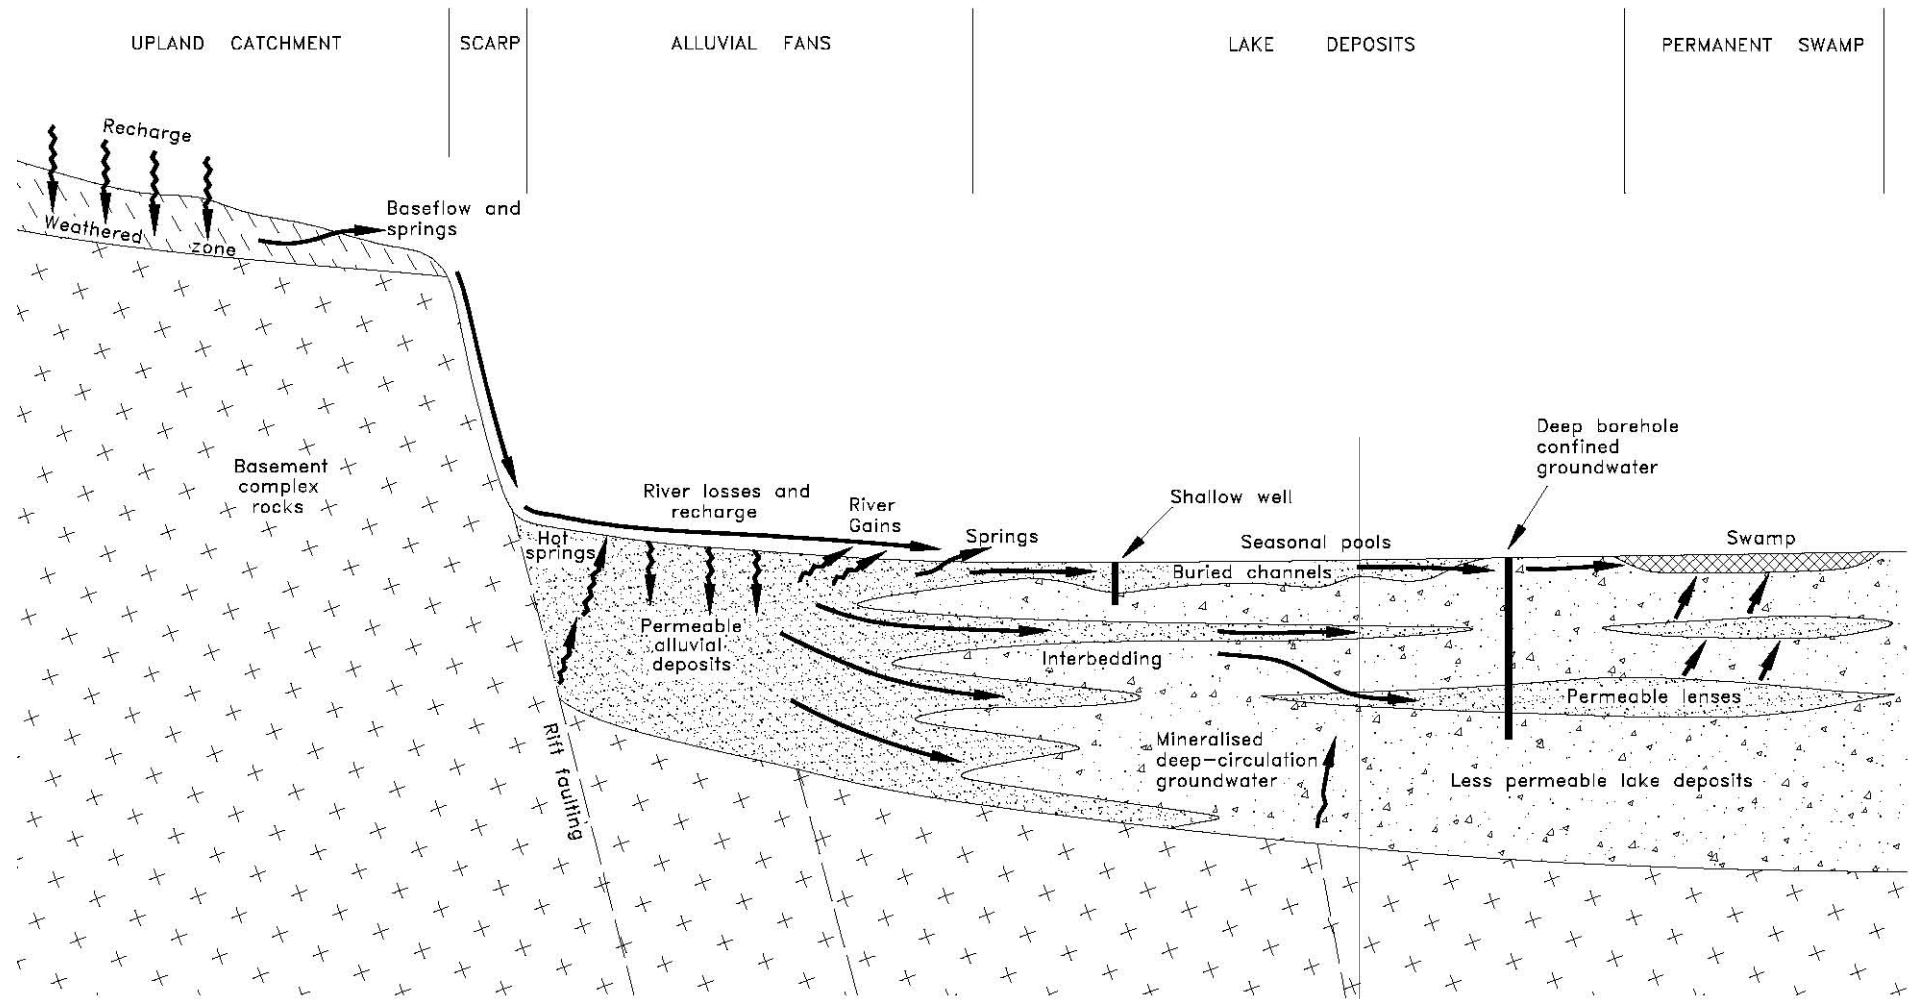 UPLAND CATCHMENT
SCARP
ALLUVIAL FANS
LAKE DEPOSITS
PERMANENT SWAMP
Recharge
Weathered zone
Baseflow and
springs
Basement
complex
rocks
Deep borehole
confined
groundwater
River losses and
recharge
River
Gains
Shallow well
Hot
springs
Springs
Seasonal pools
Swamp
Buried channels
Permeable
alluvial
deposits
Interbedding
Permeable lenses
Rift faulting
Mineralised
deep-circulation
groundwater
Less permeable lake deposits